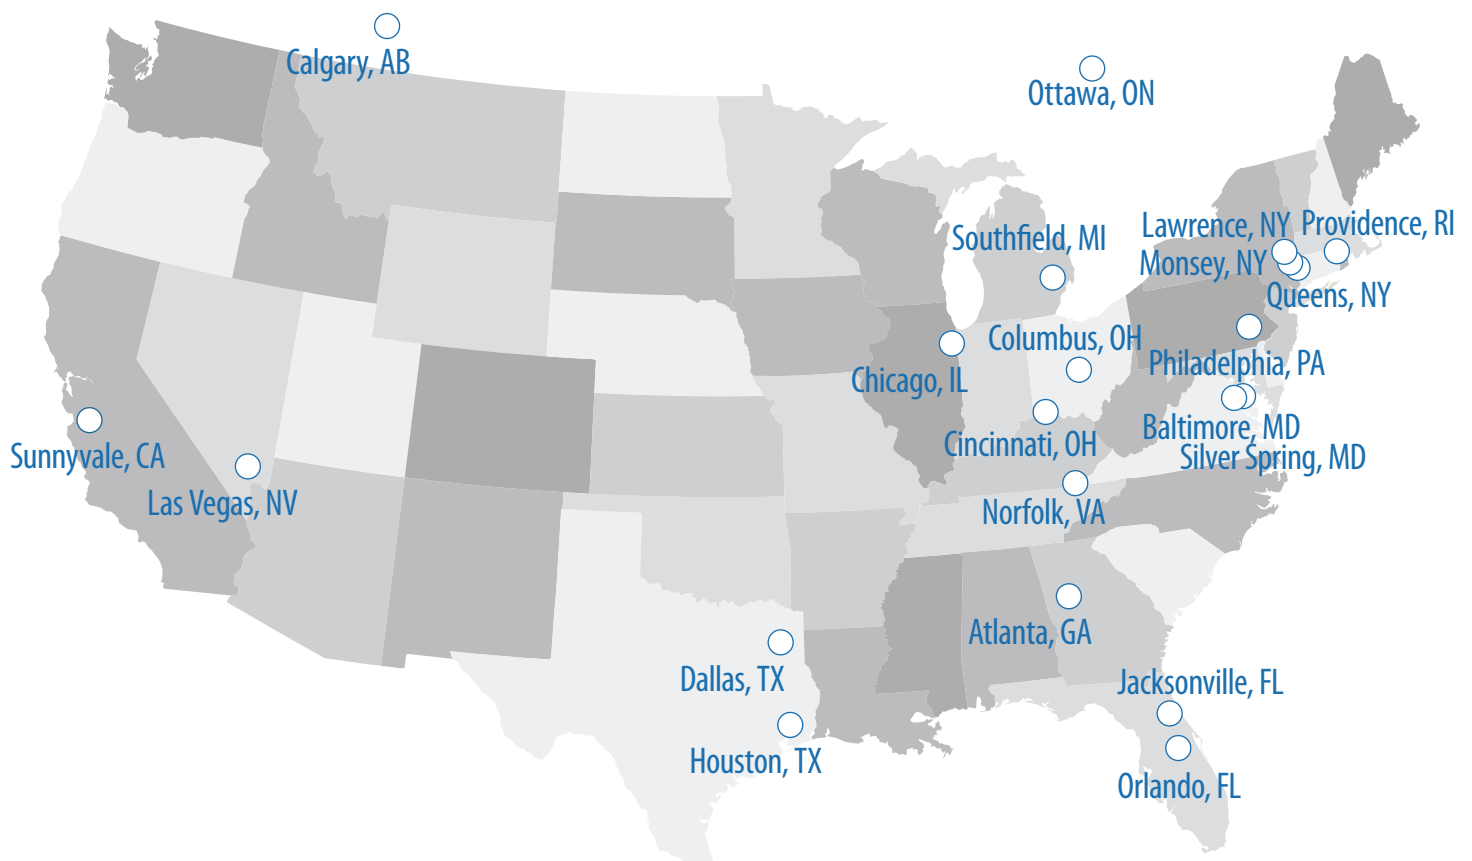 Calgary, AB
Ottawa, ON
Lawrence, NY
Providence, RI
Southfield, MI
Monsey, NY
Queens, NY
Columbus, OH
Philadelphia, PA
Chicago, IL
Baltimore, MD
Cincinnati, OH
Sunnyvale, CA
Silver Spring, MD
Las Vegas, NV
Norfolk, VA
Atlanta, GA
Dallas, TX
Jacksonville, FL
Houston, TX
Orlando, FL